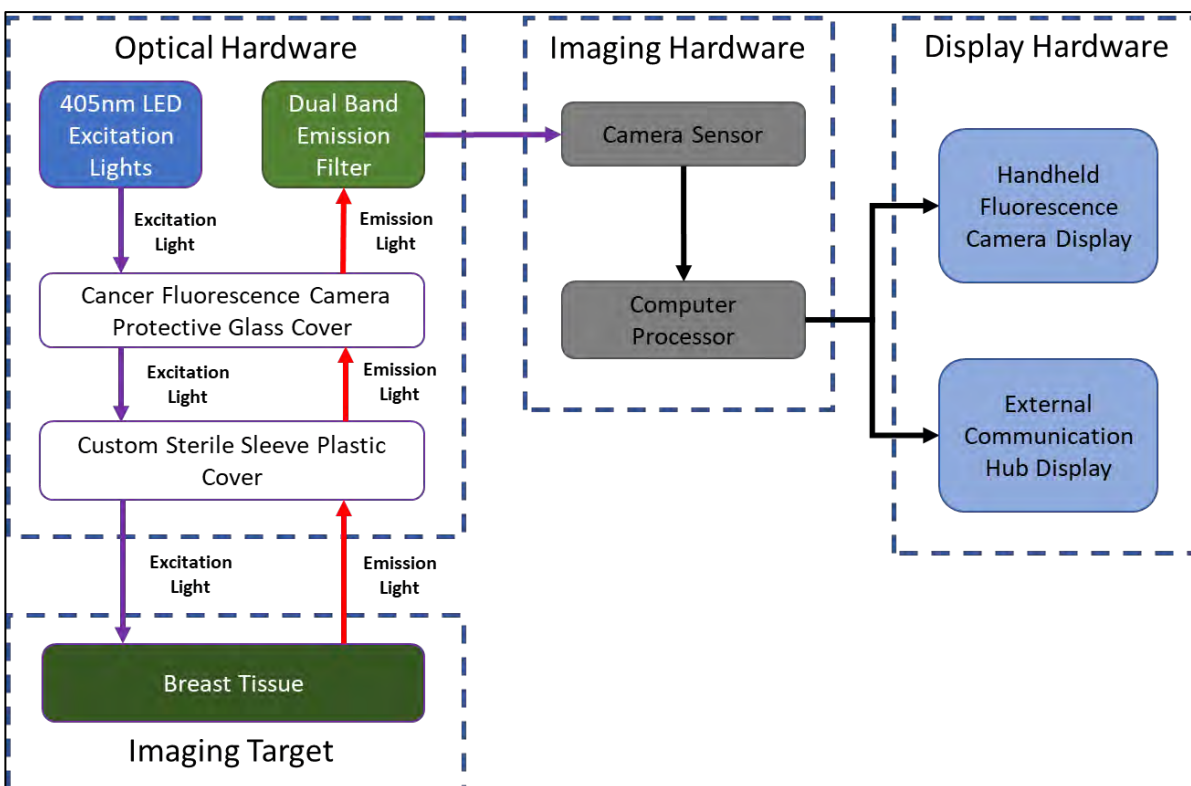 Optical Hardware
405nm LED
Excitation
Lights
Dual Band
Emission
Filter
Excitation
Light
Emission
Light
Cancer Fluorescence Camera
Protective Glass Cover
Excitation
Light
Emission
Light
Custom Sterile Sleeve Plastic
Cover
Excitation
Light
Emission
Light
Breast Tissue
Imaging Target
Imaging Hardware
Camera Sensor
Computer
Processor
Display Hardware
Handheld
Fluorescence
Camera Display
External
Communication
Hub Display